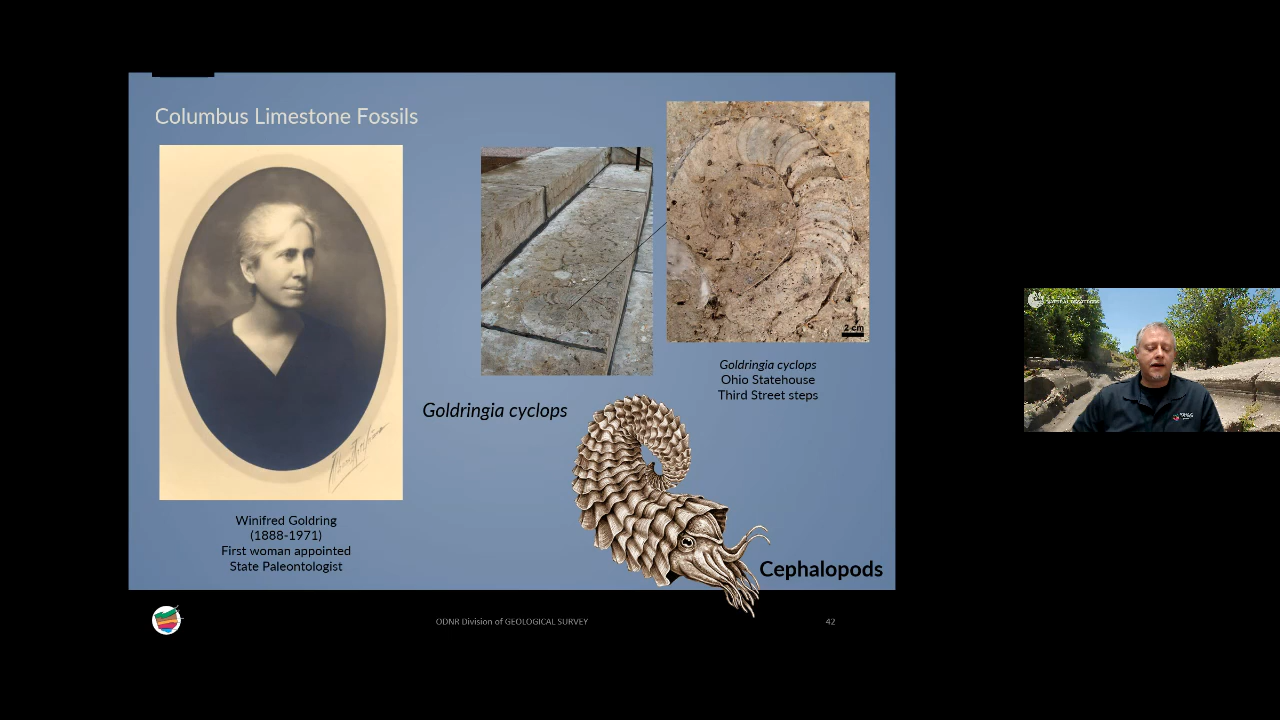 Columbus Limestone Fossils
2 cm
Goldringia cyclops
Ohio Statehouse
Third Street steps
Goldringia cyclops
Winifred Goldring
(1888-1971)
First woman appointed
State Paleontologist
Cephalopods
ODNR Division of GEOLOGICAL SURVEY
42